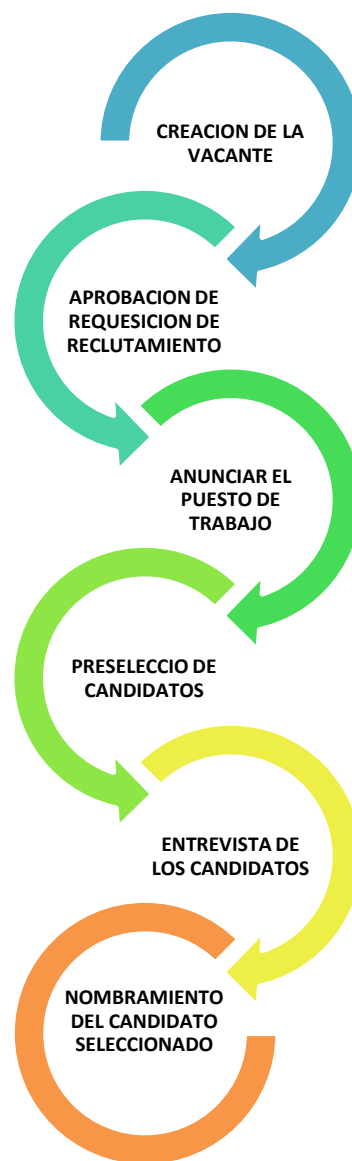 CREACION DE LA
VACANTE
APROBACION DE
REQUESICION DE
RECLUTAMIENTO
ANUNCIAR EL
PUESTO DE
TRABAJO
PRESELECCIO DE
CANDIDATOS
ENTREVISTA DE
LOS CANDIDATOS
NOMBRAMIENTO
DEL CANDIDATO
SELECCIONADO